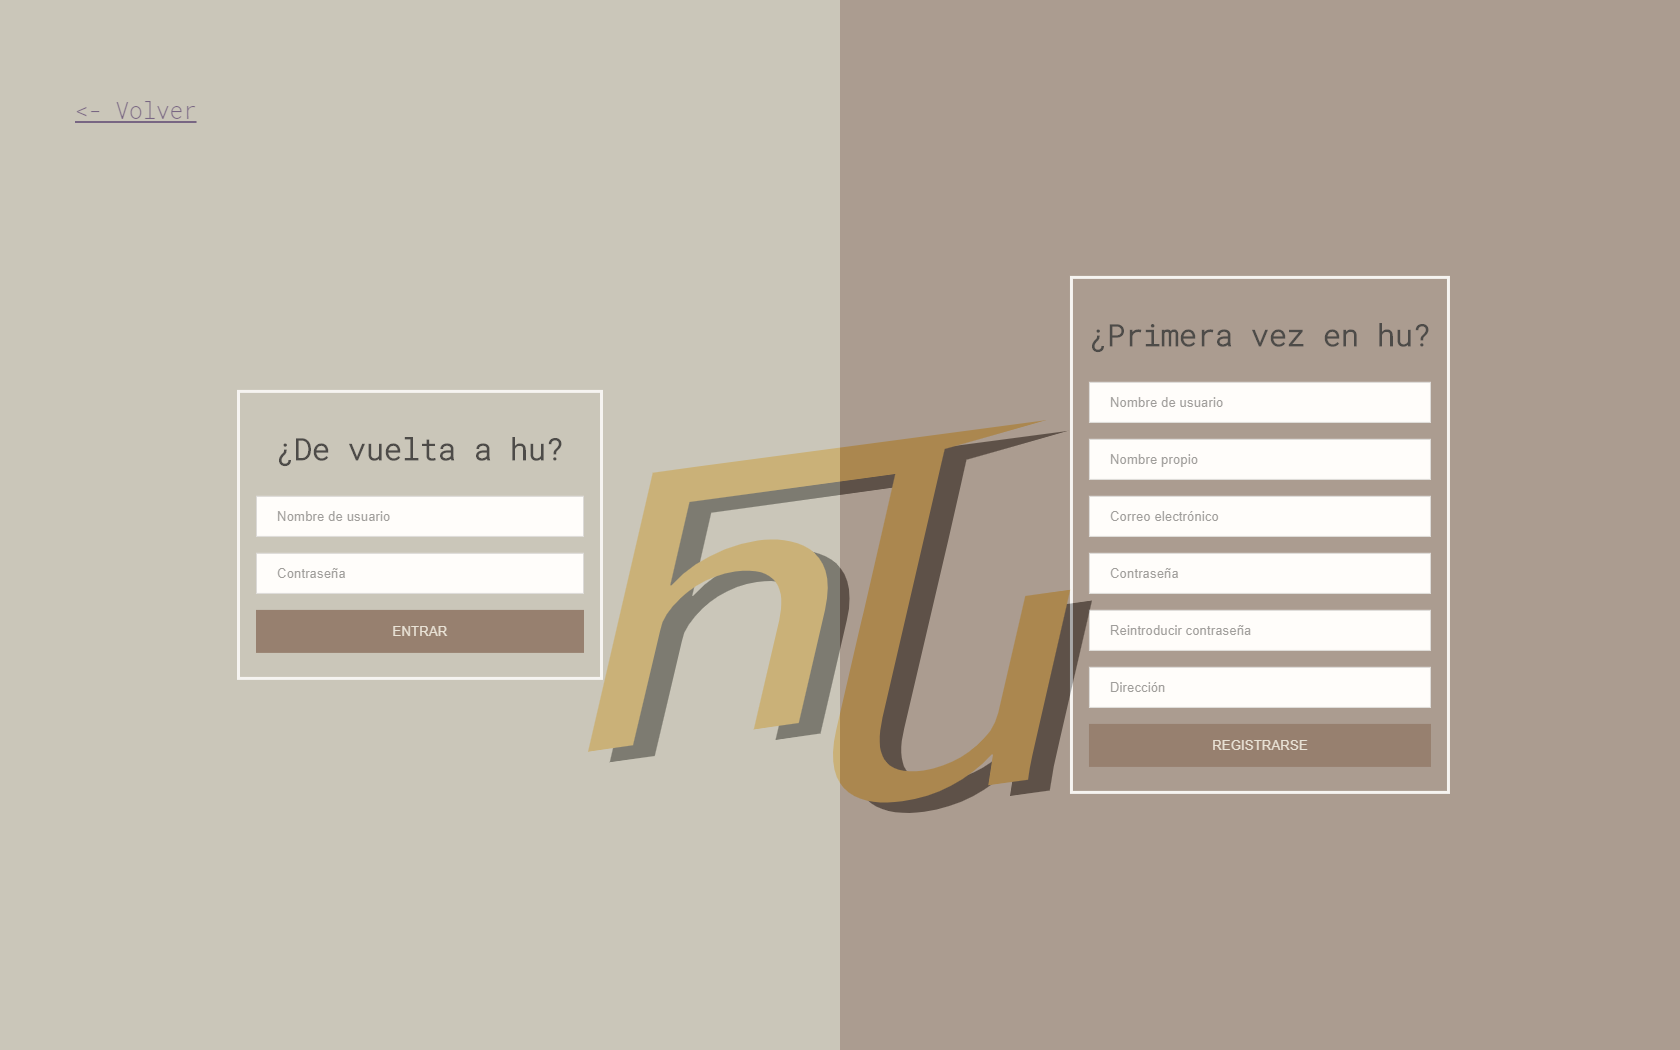 <- Volver
¿De vuelta a hu?
Nombre de usuario
Contraseña
ENTRAR
hu
¿Primera vez en hu?
Nombre de usuario
Nombre propio
Correo electrónico
Contraseña
Reintroducir contraseña
Dirección
REGISTRARSE